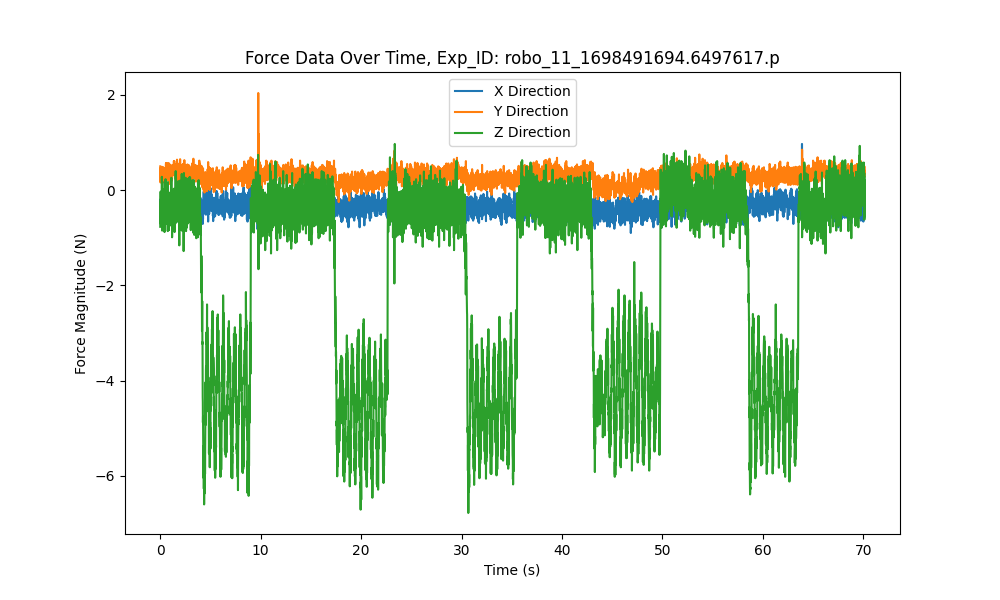 Force Data Over Time, Exp_ID: robo_11_1698491694.6497617.p
X Direction
Y Direction
Z Direction
Force Magnitude (N)
2
0
−2
−4
−6
0 10 20 30 40 50 60 70
Time (s)